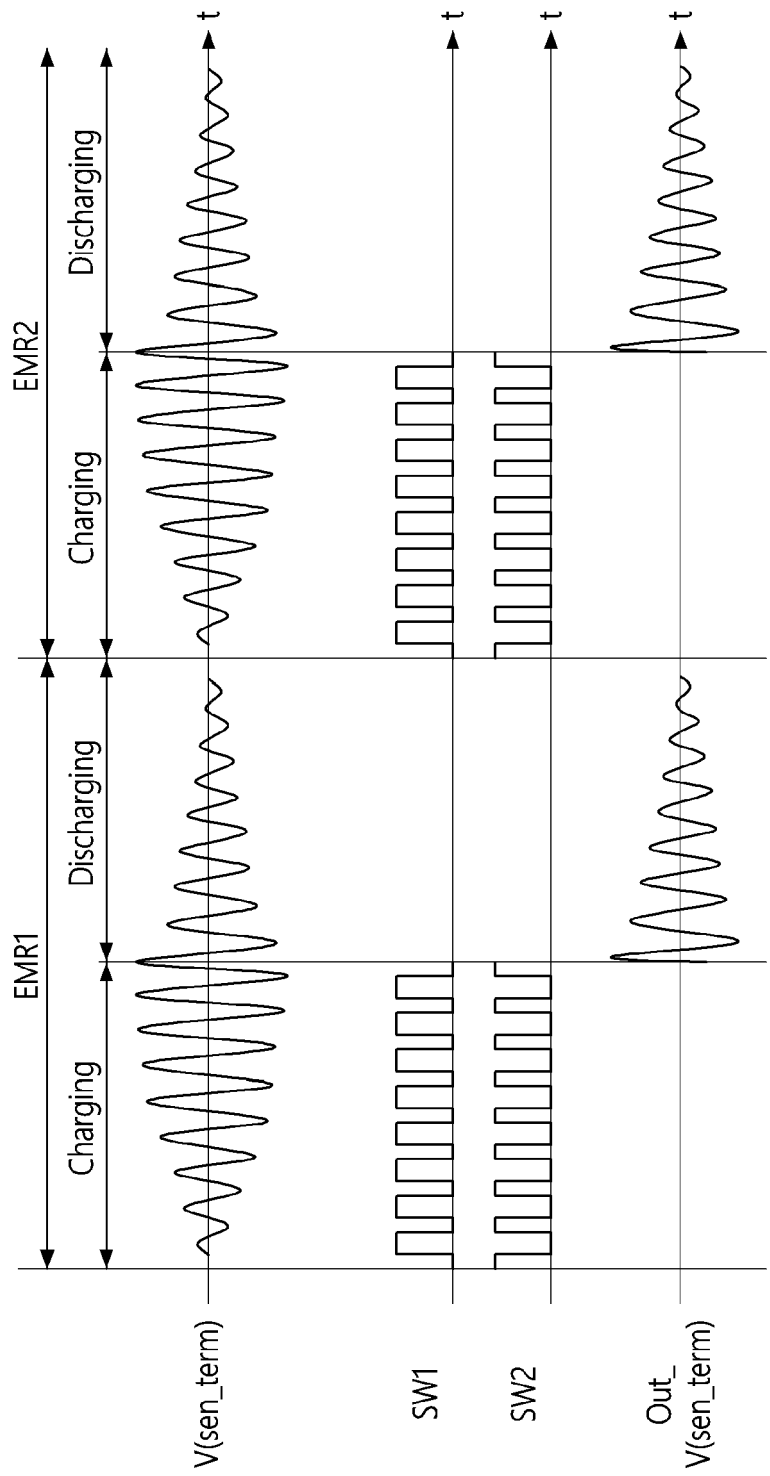 EMR1
EMR2
Charging
Discharging
Charging
Discharging
V(sen_term)
t
SW1
t
SW2
t
Out_
V(sen_term)
t